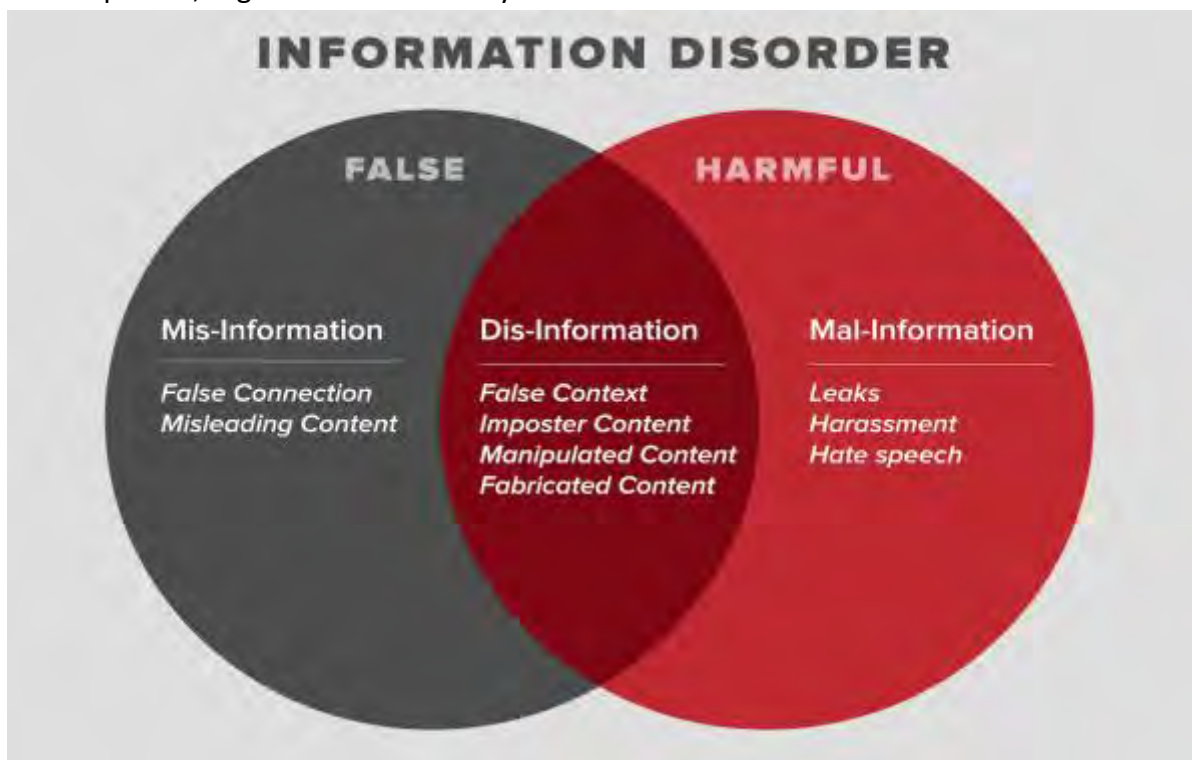 INFORMATION DISORDER
FALSE
HARMFUL
Mis-Information
False Connection
Misleading Content
Dis-Information
False Context
Imposter Content
Manipulated Content
Fabricated Content
Mal-Information
Leaks
Harassment
Hate speech